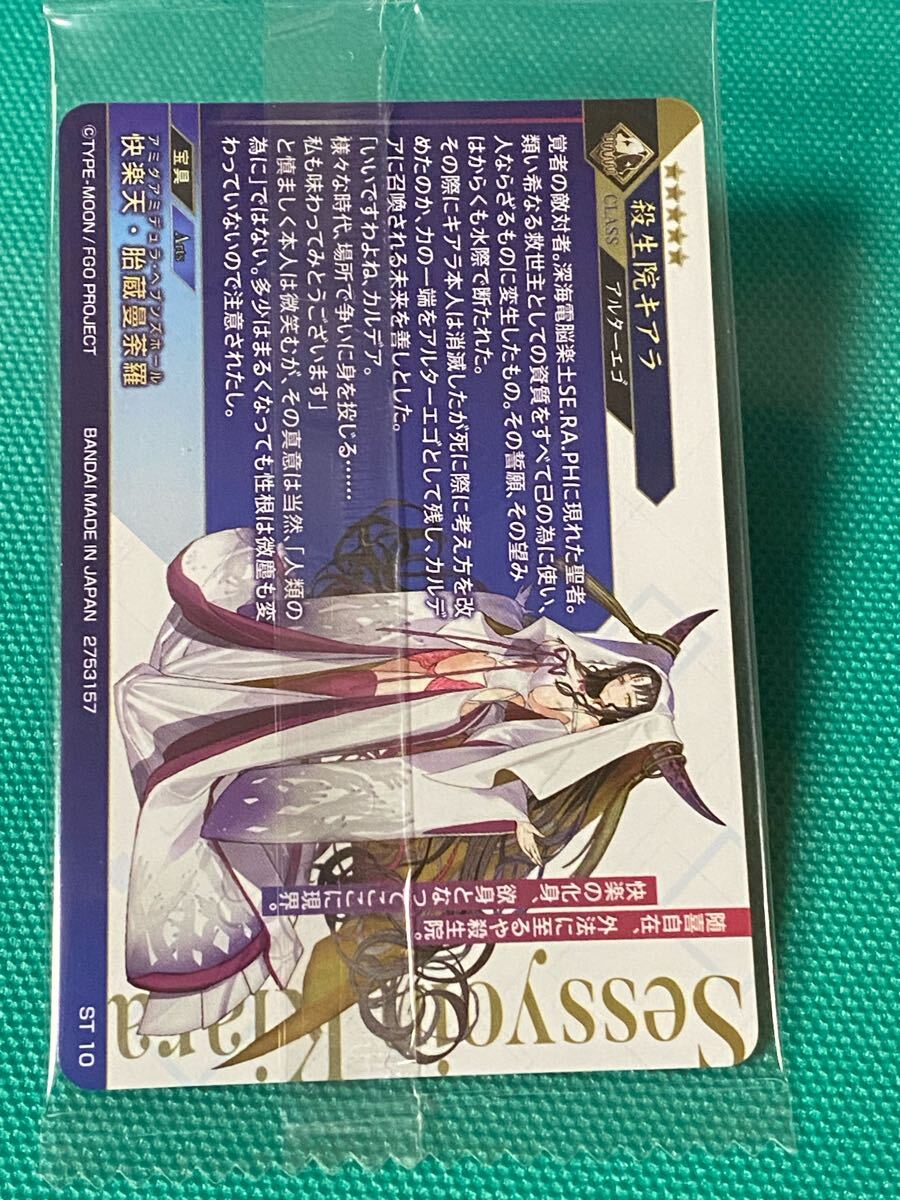 ★★★★★
殺生院キアラ
CLASS
アルターエゴ
覚者の敵対者。深海電脳楽土SE.RA.PHに現れた聖者。
類い希なる救世主としての資質をすべて己の為に使い、
人ならざるものに変生したもの。その誓願、その望み
はからくも水際で断たれた。
その際にキアラ本人は消滅したが死に際に考え方を改
めたのか、力の一端をアルターエゴとして残し、カルデ
アに召喚される未来を善しとした。
「いいですわよね、カルデア。
様々な時代、場所で争いに身を投じる……
私も味わってみとうございます」
と慎ましく本人は微笑むが、その真意は当然、「人類の
為に」ではない。多少はまるくなっても性根は微塵も変
わっていないので注意されたし。
宝具
Arts
アミダアミデュラ・ヘブンズホール
快楽天・胎蔵曼荼羅
随喜自在、外法に至るや殺生院。
快楽の化身、欲身となってここに現界。
Sessyoin Kiara
©TYPE-MOON / FGO PROJECT
BANDAI MADE IN JAPAN 2753157
ST 10